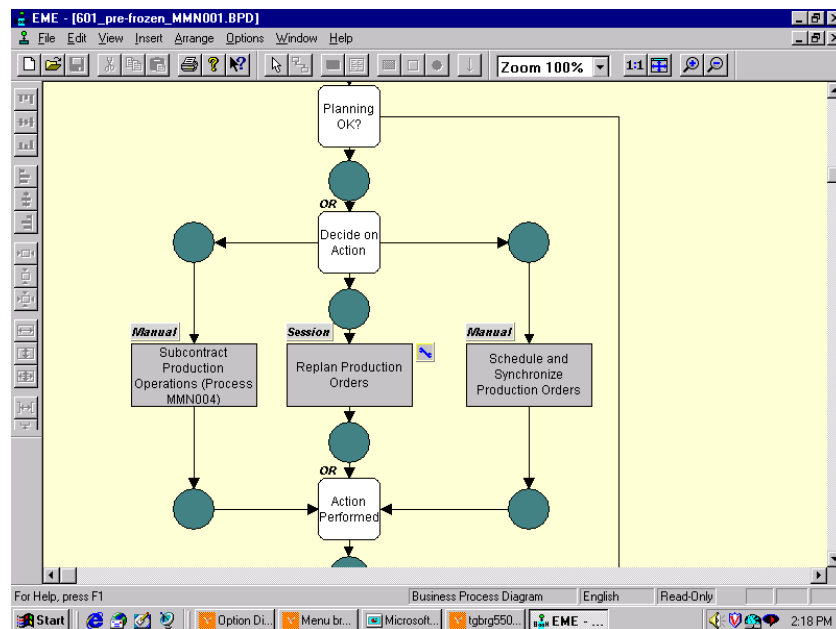 EME - [601_pre-frozen_MMN001.BPD]
File Edit View Insert Arrange Options Window Help
Zoom 100%
1:1
Planning
OK?
OR
Decide on
Action
Manual
Session
Manual
Subcontract
Production
Operations (Process
MMN004)
Replan Production
Orders
Schedule and
Synchronize
Production Orders
OR
Action
Performed
For Help, press F1
Business Process Diagram
English
Read-Only
Start
Option Di...
Menu br...
Microsoft...
tgbrg550...
EME - ...
2:18 PM